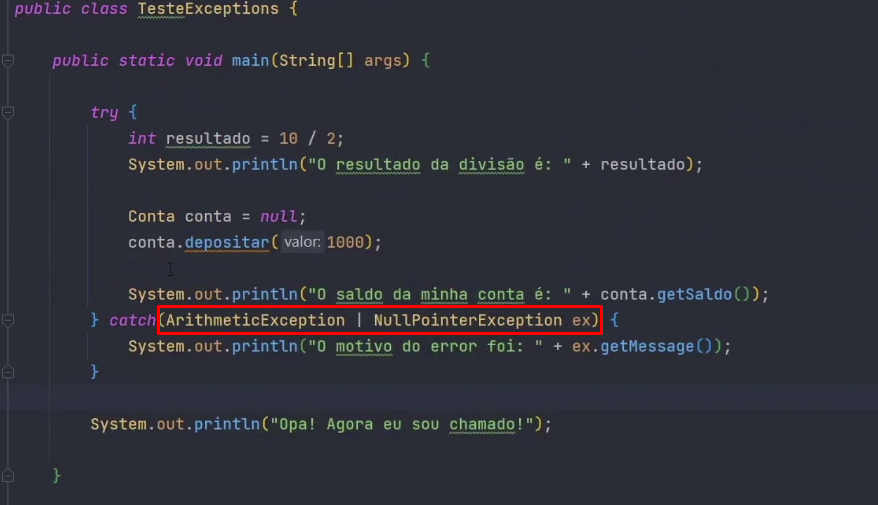 public class TesteExceptions {
public static void main(String[] args) {
try {
int resultado = 10 / 2;
System.out.println("O resultado da divisão é: " + resultado);
Conta conta = null;
conta.depositar( valor: 1000);
System.out.println("O saldo da minha conta é: " + conta.getSaldo());
} catch(ArithmeticException | NullPointerException ex) {
System.out.println("O motivo do error foi: " + ex.getMessage());
}
System.out.println("Opa! Agora eu sou chamado!");
}